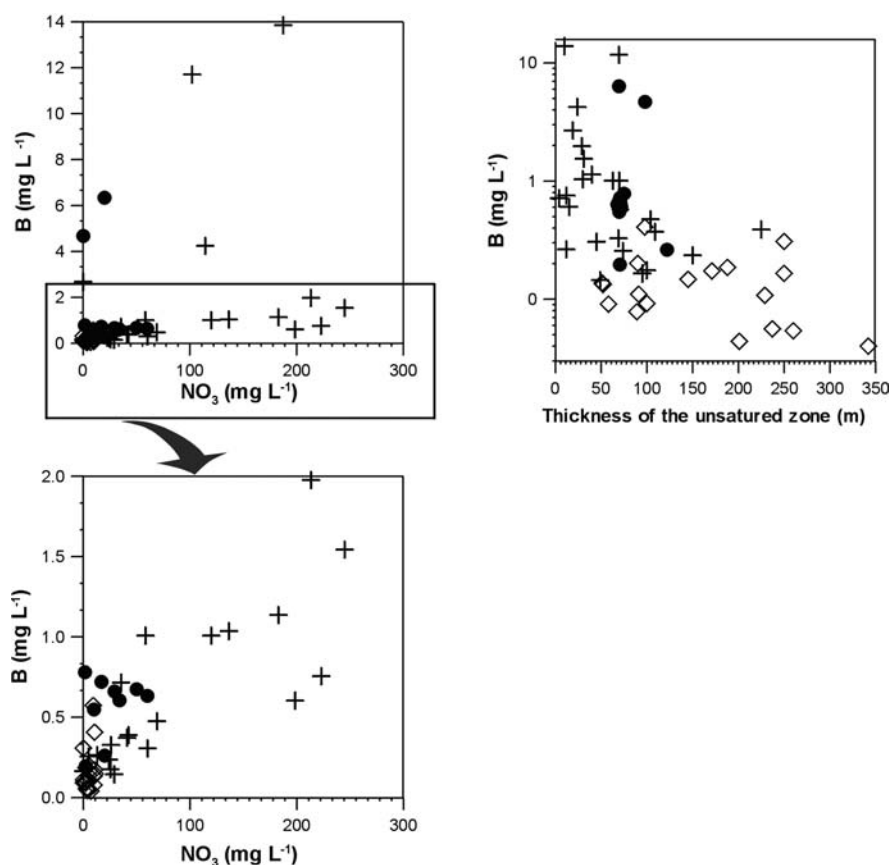 14
12
10
8
6
4
2
0
B (mg L⁻¹)
0 100 200 300
NO₃ (mg L⁻¹)
10
1
0
B (mg L⁻¹)
0 50 100 150 200 250 300 350
Thickness of the unsatured zone (m)
2.0
1.5
1.0
0.5
0.0
B (mg L⁻¹)
0 100 200 300
NO₃ (mg L⁻¹)